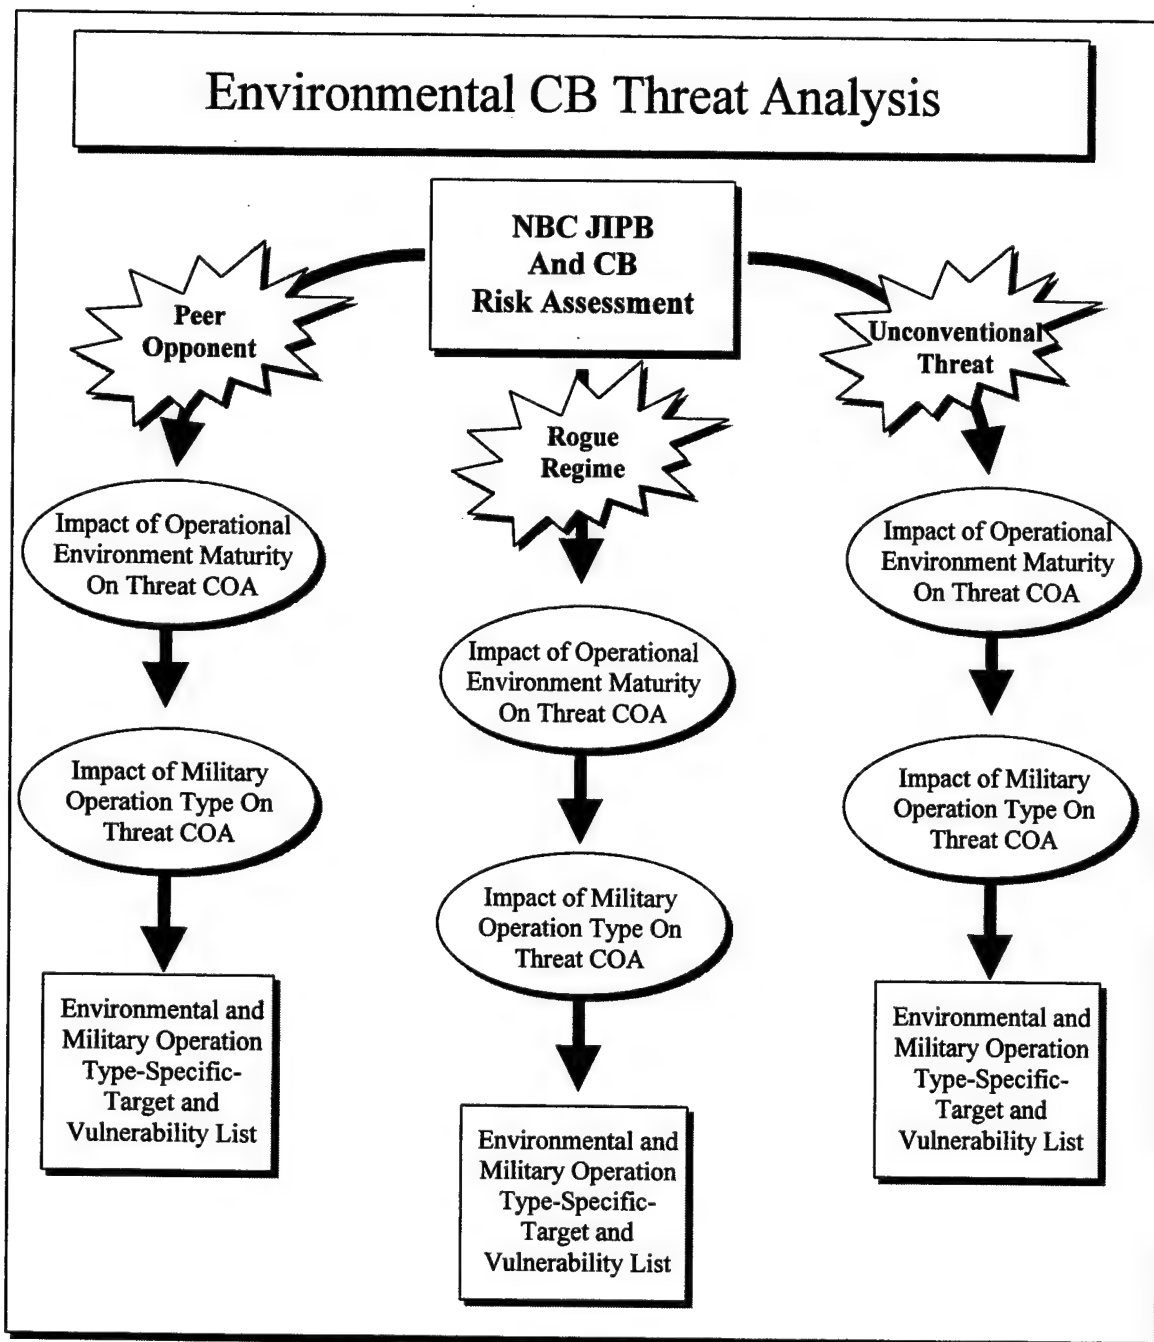 Environmental CB Threat Analysis
NBC JIPB
And CB
Risk Assessment
Peer
Opponent
Impact of Operational
Environment Maturity
On Threat COA
Impact of Military
Operation Type On
Threat COA
Environmental and
Military Operation
Type-Specific-
Target and
Vulnerability List
Rogue
Regime
Impact of Operational
Environment Maturity
On Threat COA
Impact of Military
Operation Type On
Threat COA
Environmental and
Military Operation
Type-Specific-
Target and
Vulnerability List
Unconventional
Threat
Impact of Operational
Environment Maturity
On Threat COA
Impact of Military
Operation Type On
Threat COA
Environmental and
Military Operation
Type-Specific-
Target and
Vulnerability List